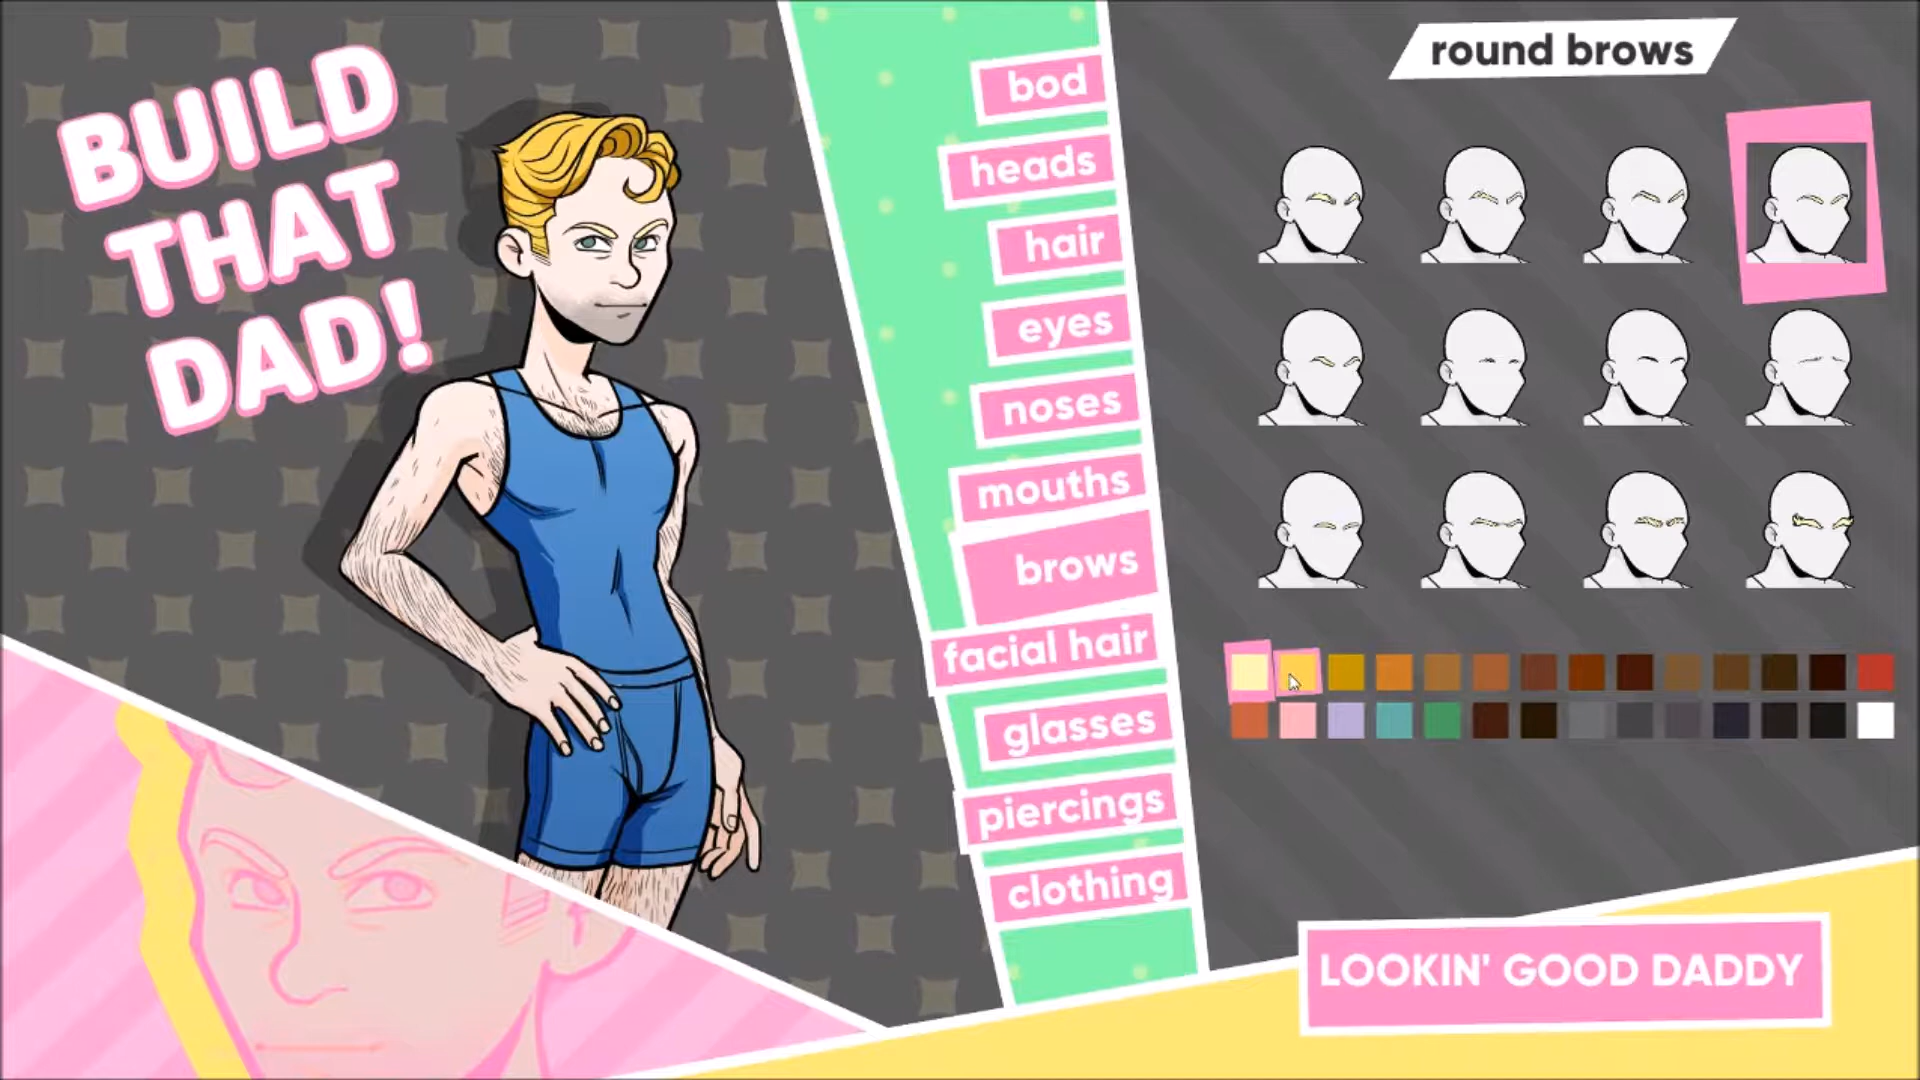 BUILD
THAT
DAD!
bod
heads
hair
eyes
noses
mouths
brows
facial hair
glasses
piercings
clothing
round brows
LOOKIN' GOOD DADDY